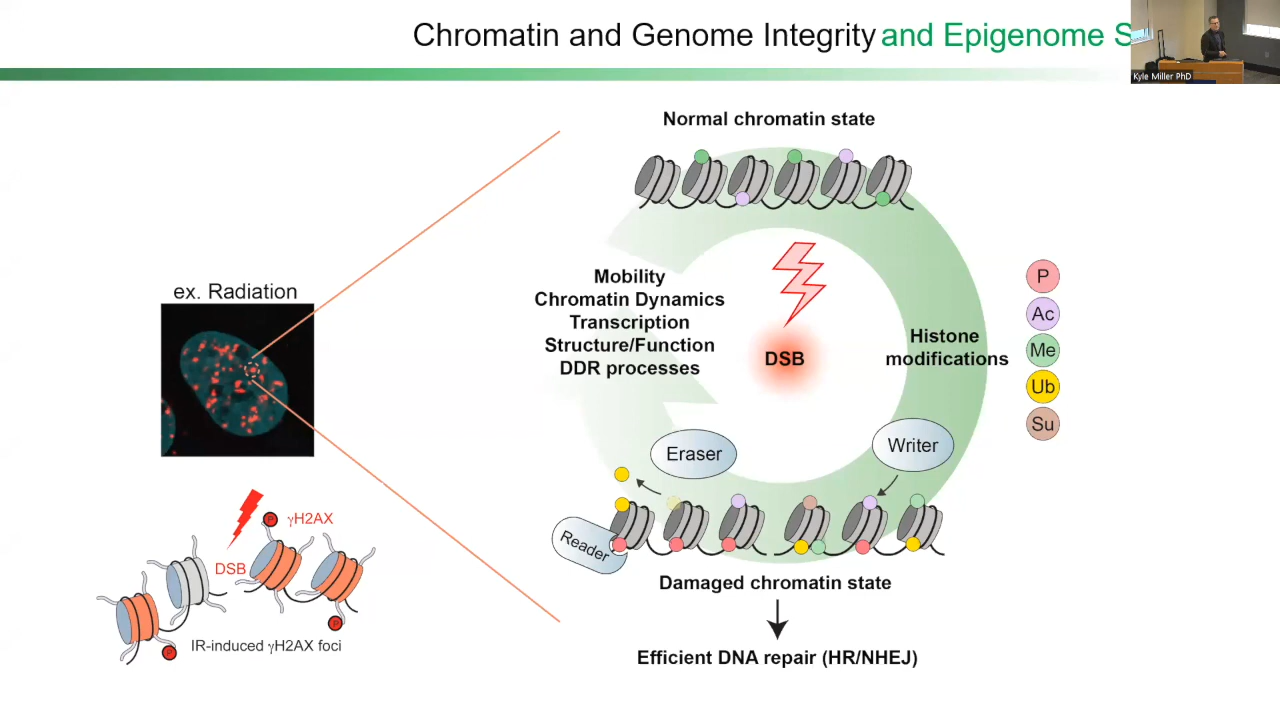 Chromatin and Genome Integrity and Epigenome S
Kyle Miller PhD
Normal chromatin state
ex. Radiation
Mobility
Chromatin Dynamics
Transcription
Structure/Function
DDR processes
DSB
Histone
modifications
P
Ac
Me
Ub
Su
Eraser
Writer
Reader
P
γH2AX
DSB
P
P
IR-induced γH2AX foci
Damaged chromatin state
Efficient DNA repair (HR/NHEJ)